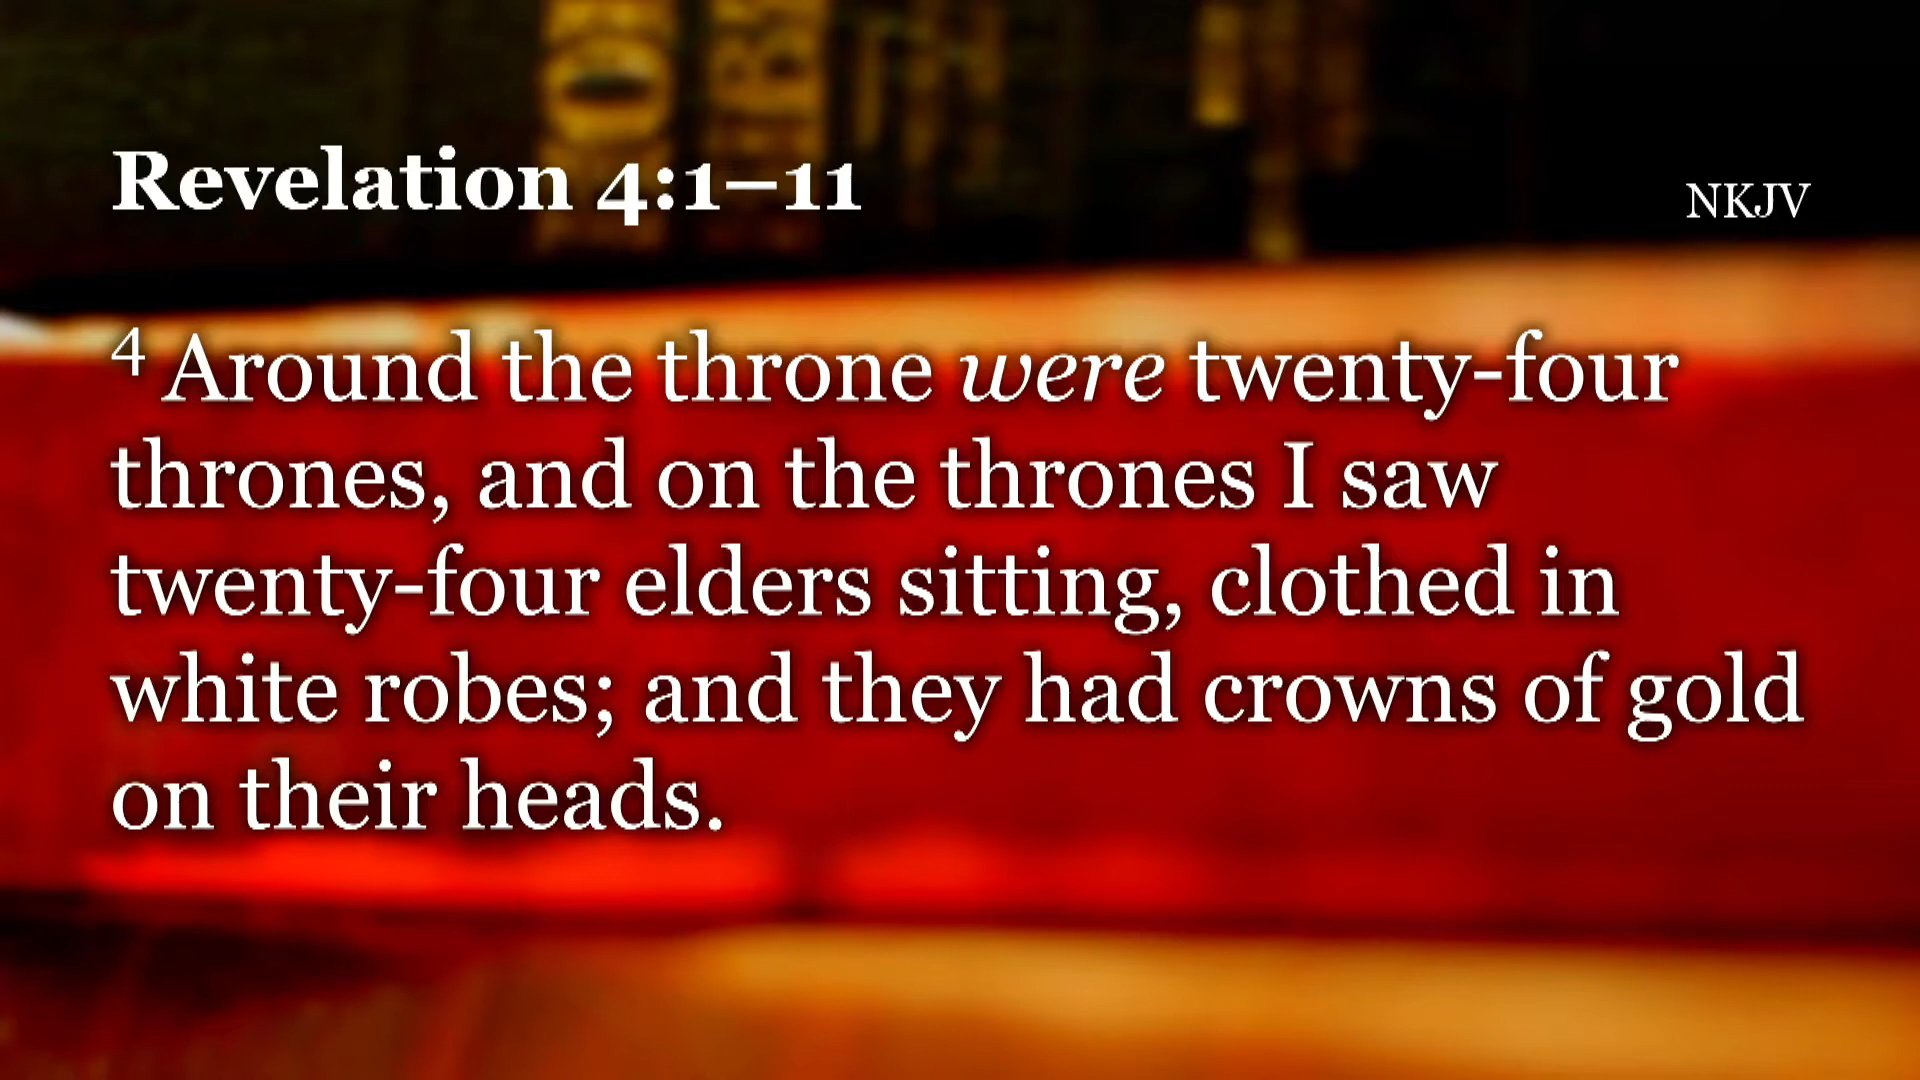 Revelation 4:1–11
NKJV
4 Around the throne were twenty-four
thrones, and on the thrones I saw
twenty-four elders sitting, clothed in
white robes; and they had crowns of gold
on their heads.